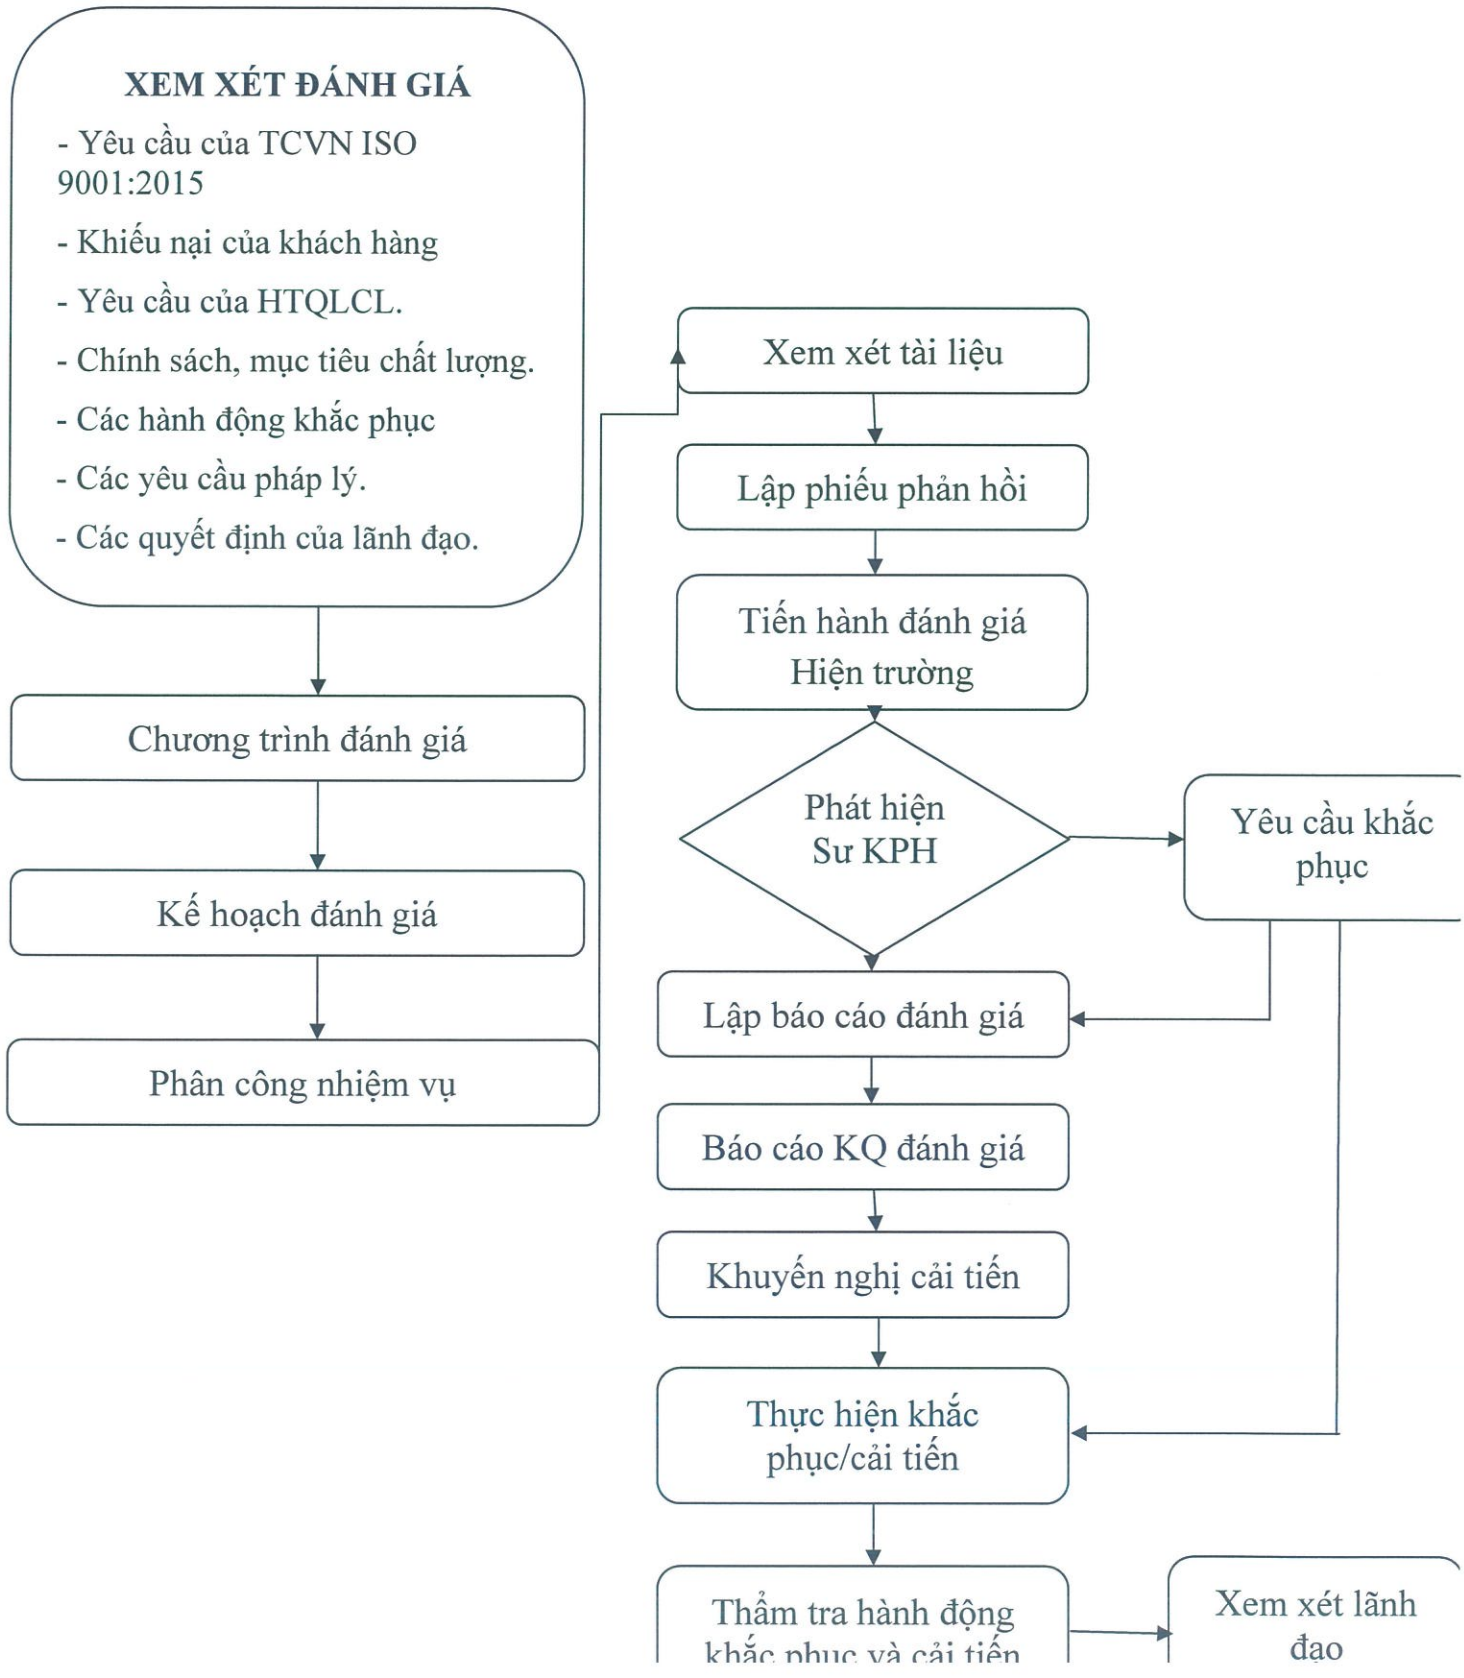 XEM XÉT ĐÁNH GIÁ
- Yêu cầu của TCVN ISO
9001:2015
- Khiếu nại của khách hàng
- Yêu cầu của HTQLCL.
- Chính sách, mục tiêu chất lượng.
- Các hành động khắc phục
- Các yêu cầu pháp lý.
- Các quyết định của lãnh đạo.
Chương trình đánh giá
Kế hoạch đánh giá
Phân công nhiệm vụ
Xem xét tài liệu
Lập phiếu phản hồi
Tiến hành đánh giá
Hiện trường
Phát hiện
Sư KPH
Yêu cầu khắc
phục
Lập báo cáo đánh giá
Báo cáo KQ đánh giá
Khuyến nghị cải tiến
Thực hiện khắc
phục/cải tiến
Thẩm tra hành động
khắc phục và cải tiến
Xem xét lãnh
đạo